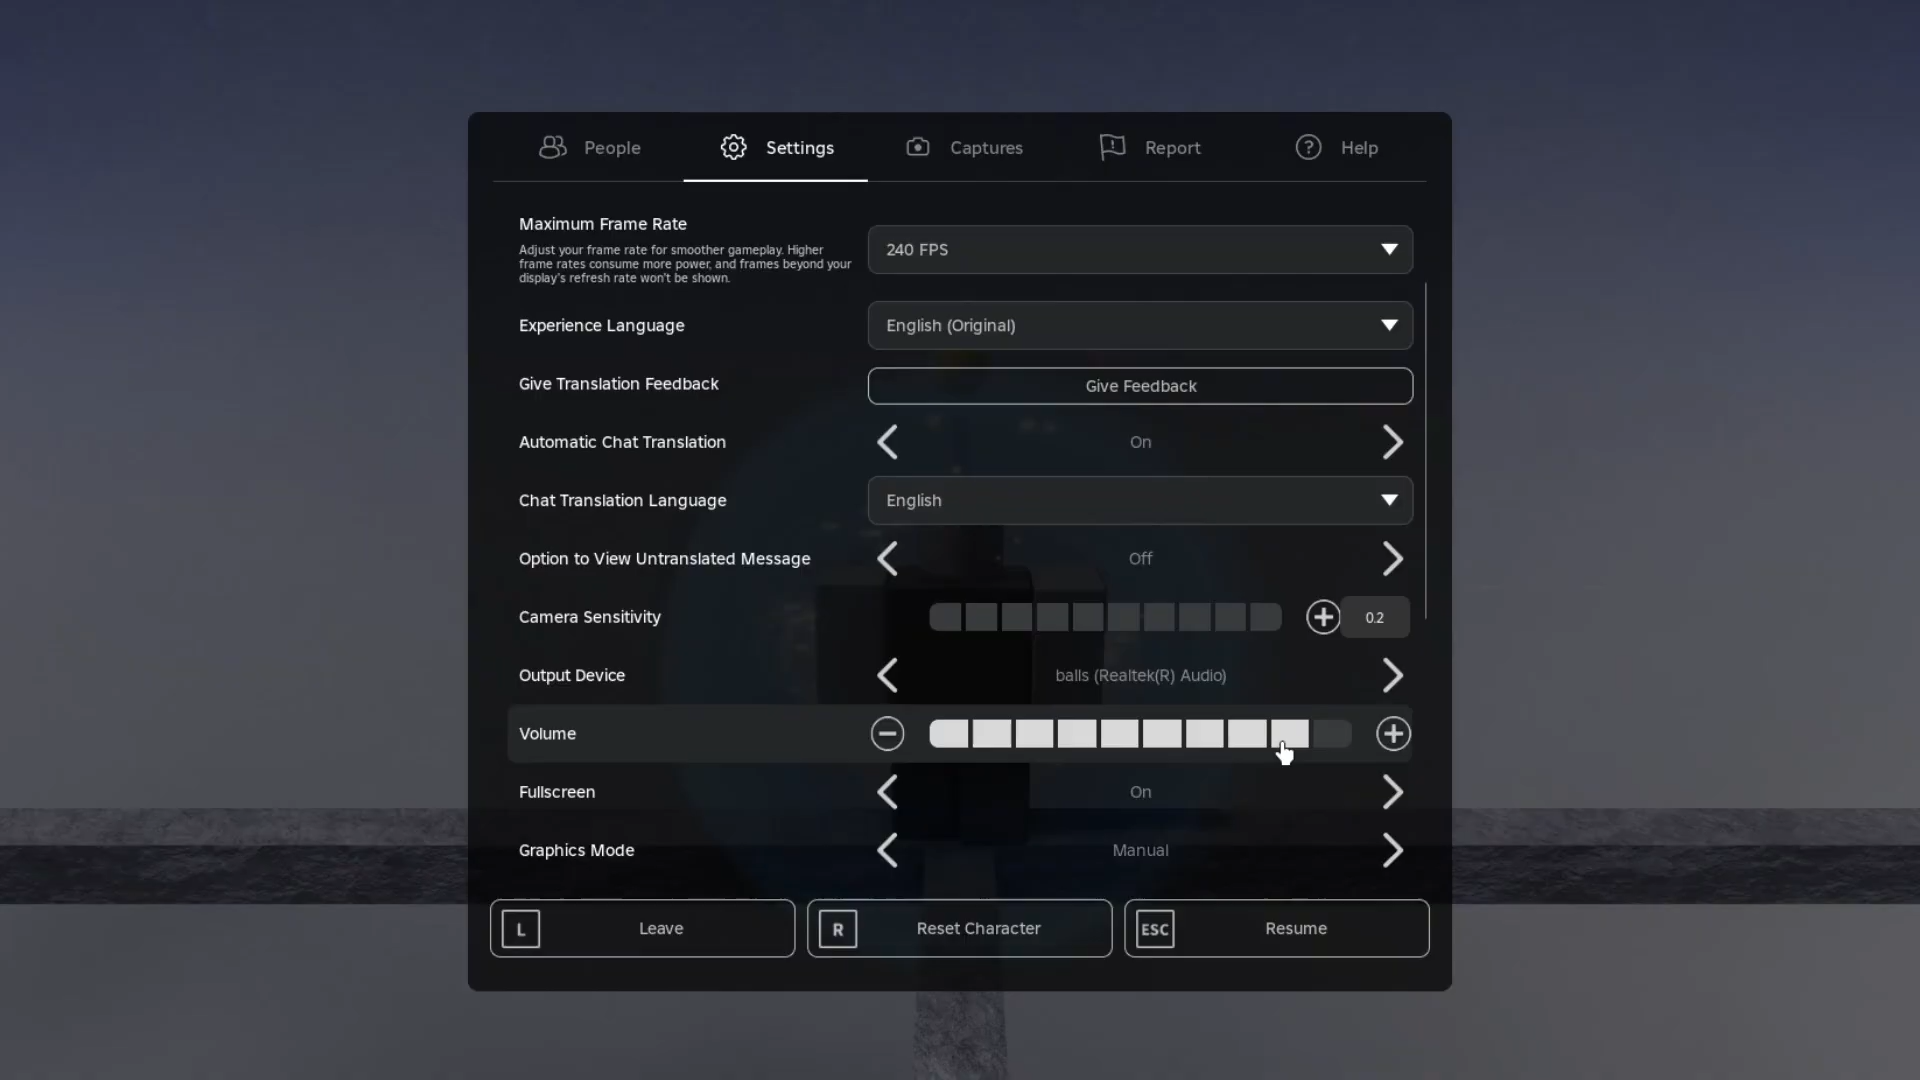 People
Settings
Captures
Report
Help
Maximum Frame Rate
Adjust your frame rate for smoother gameplay. Higher
frame rates consume more power, and frames beyond your
display's refresh rate won't be shown.
240 FPS
Experience Language
English (Original)
Give Translation Feedback
Give Feedback
Automatic Chat Translation
On
Chat Translation Language
English
Option to View Untranslated Message
Off
Camera Sensitivity
0.2
Output Device
balls (Realtek(R) Audio)
Volume
Fullscreen
On
Graphics Mode
Manual
L
Leave
R
Reset Character
ESC
Resume